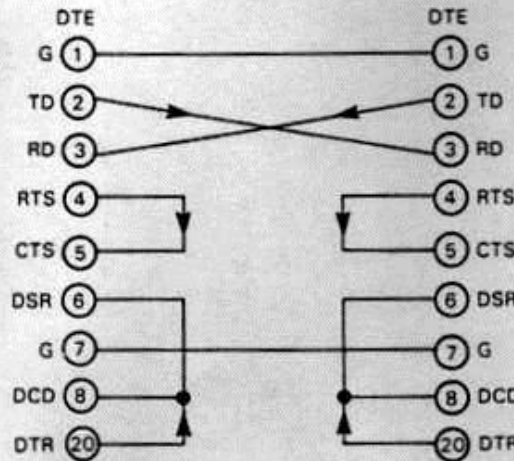 DTE DTE
G 1 1 G
TD 2 2 TD
RD 3 3 RD
RTS 4 4 RTS
CTS 5 5 CTS
DSR 6 6 DSR
G 7 7 G
DCD 8 8 DCD
DTR 20 20 DTR